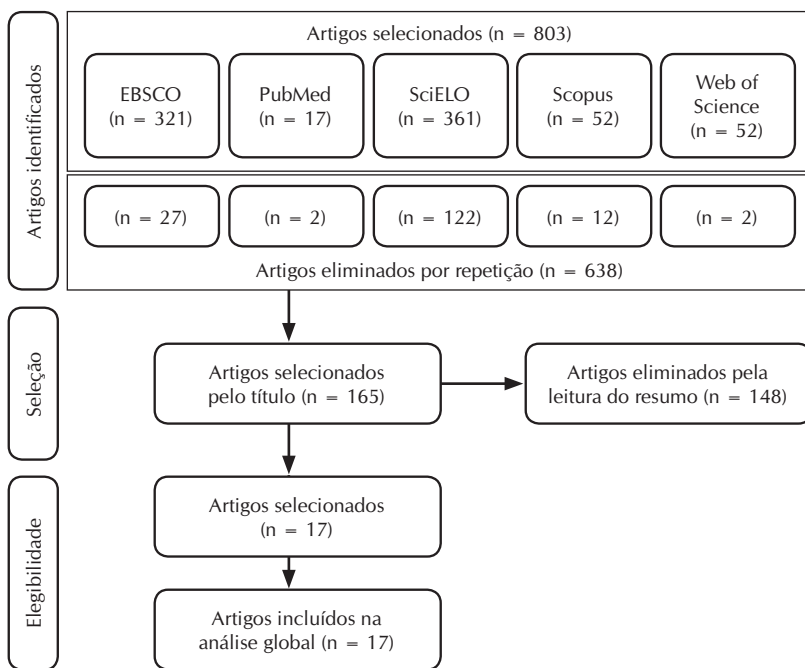 Artigos identificados
Artigos selecionados (n = 803)
EBSCO
(n = 321)
PubMed
(n = 17)
SciELO
(n = 361)
Scopus
(n = 52)
Web of
Science
(n = 52)
(n = 27)
(n = 2)
(n = 122)
(n = 12)
(n = 2)
Artigos eliminados por repetição (n = 638)
Seleção
Artigos selecionados
pelo título (n = 165)
Artigos eliminados pela
leitura do resumo (n = 148)
Elegibilidade
Artigos selecionados
(n = 17)
Artigos incluídos na
análise global (n = 17)